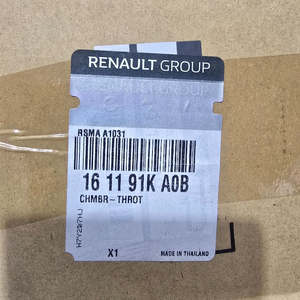 RENAULT GROUP
RSMA A1031
16 11 91K A0B
CHMBR-THROT
X1
MADE IN THAILAND